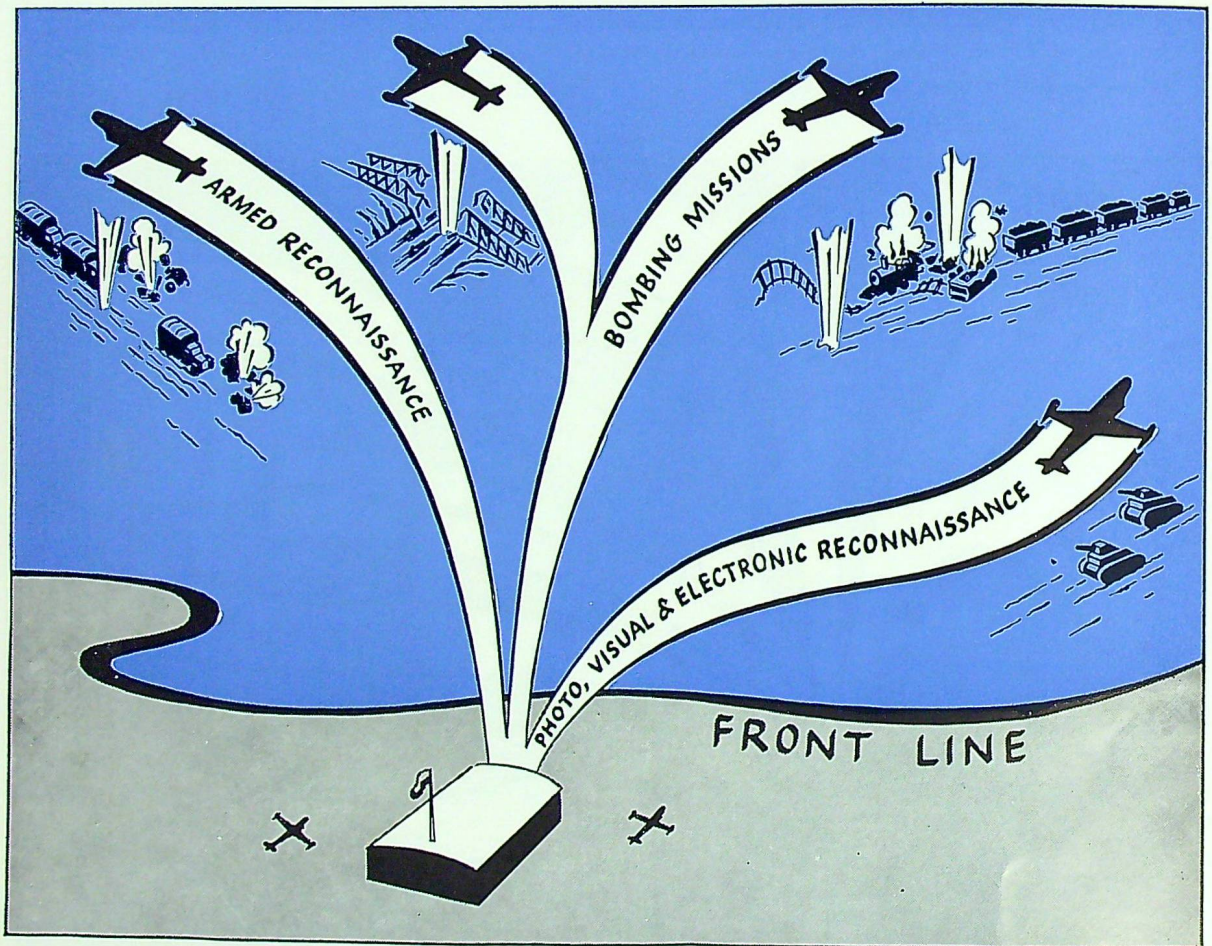 ARMED RECONNAISSANCE
BOMBING MISSIONS
PHOTO, VISUAL & ELECTRONIC RECONNAISSANCE
FRONT LINE